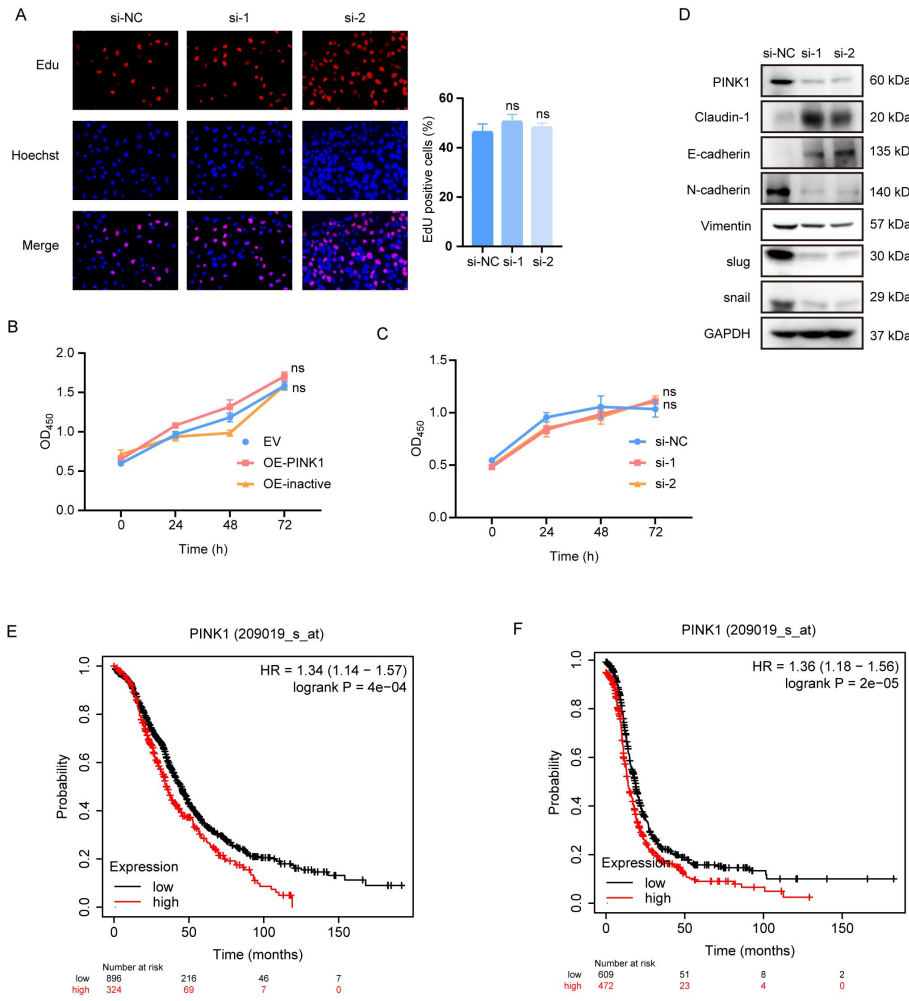 A
si-NC si-1 si-2
Edu
Hoechst
Merge
EdU positive cells (%)
60
40
20
0
ns
ns
si-NC si-1 si-2
D
si-NC si-1 si-2
PINK1 60 kDa
Claudin-1 20 kDa
E-cadherin 135 kD
N-cadherin 140 kD
Vimentin 57 kDa
slug 30 kDa
snail 29 kDa
GAPDH 37 kDa
B
OD450
2.0
1.5
1.0
0.5
0.0
ns
ns
EV
OE-PINK1
OE-inactive
0 24 48 72
Time (h)
C
OD450
1.5
1.0
0.5
0.0
ns
ns
si-NC
si-1
si-2
0 24 48 72
Time (h)
E
PINK1 (209019_s_at)
HR = 1.34 (1.14 − 1.57)
logrank P = 4e−04
Probability
1.0
0.8
0.6
0.4
0.2
0.0
Expression
low
high
0 50 100 150
Time (months)
Number at risk
low 896 216 46 7
high 324 69 7 0
F
PINK1 (209019_s_at)
HR = 1.36 (1.18 − 1.56)
logrank P = 2e−05
Probability
1.0
0.8
0.6
0.4
0.2
0.0
Expression
low
high
0 50 100 150
Time (months)
Number at risk
low 609 51 8 2
high 472 23 4 0